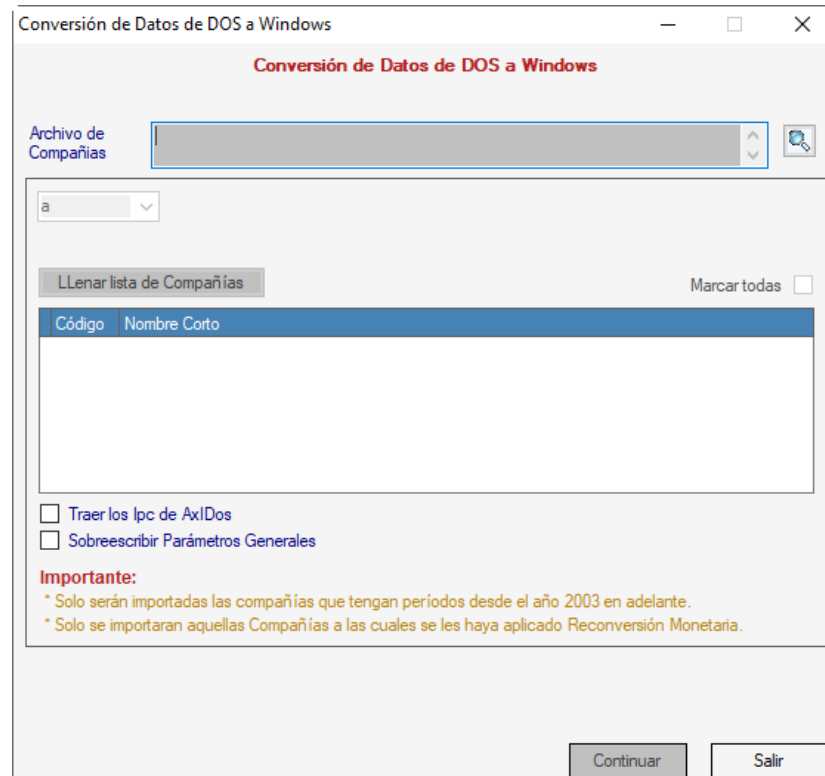 Conversión de Datos de DOS a Windows
Conversión de Datos de DOS a Windows
Archivo de
Compañias
a
LLenar lista de Compañías
Marcar todas
Código Nombre Corto
Traer los Ipc de AxIDos
Sobreescribir Parámetros Generales
Importante:
* Solo serán importadas las compañías que tengan períodos desde el año 2003 en adelante.
* Solo se importaran aquellas Compañías a las cuales se les haya aplicado Reconversión Monetaria.
Continuar Salir